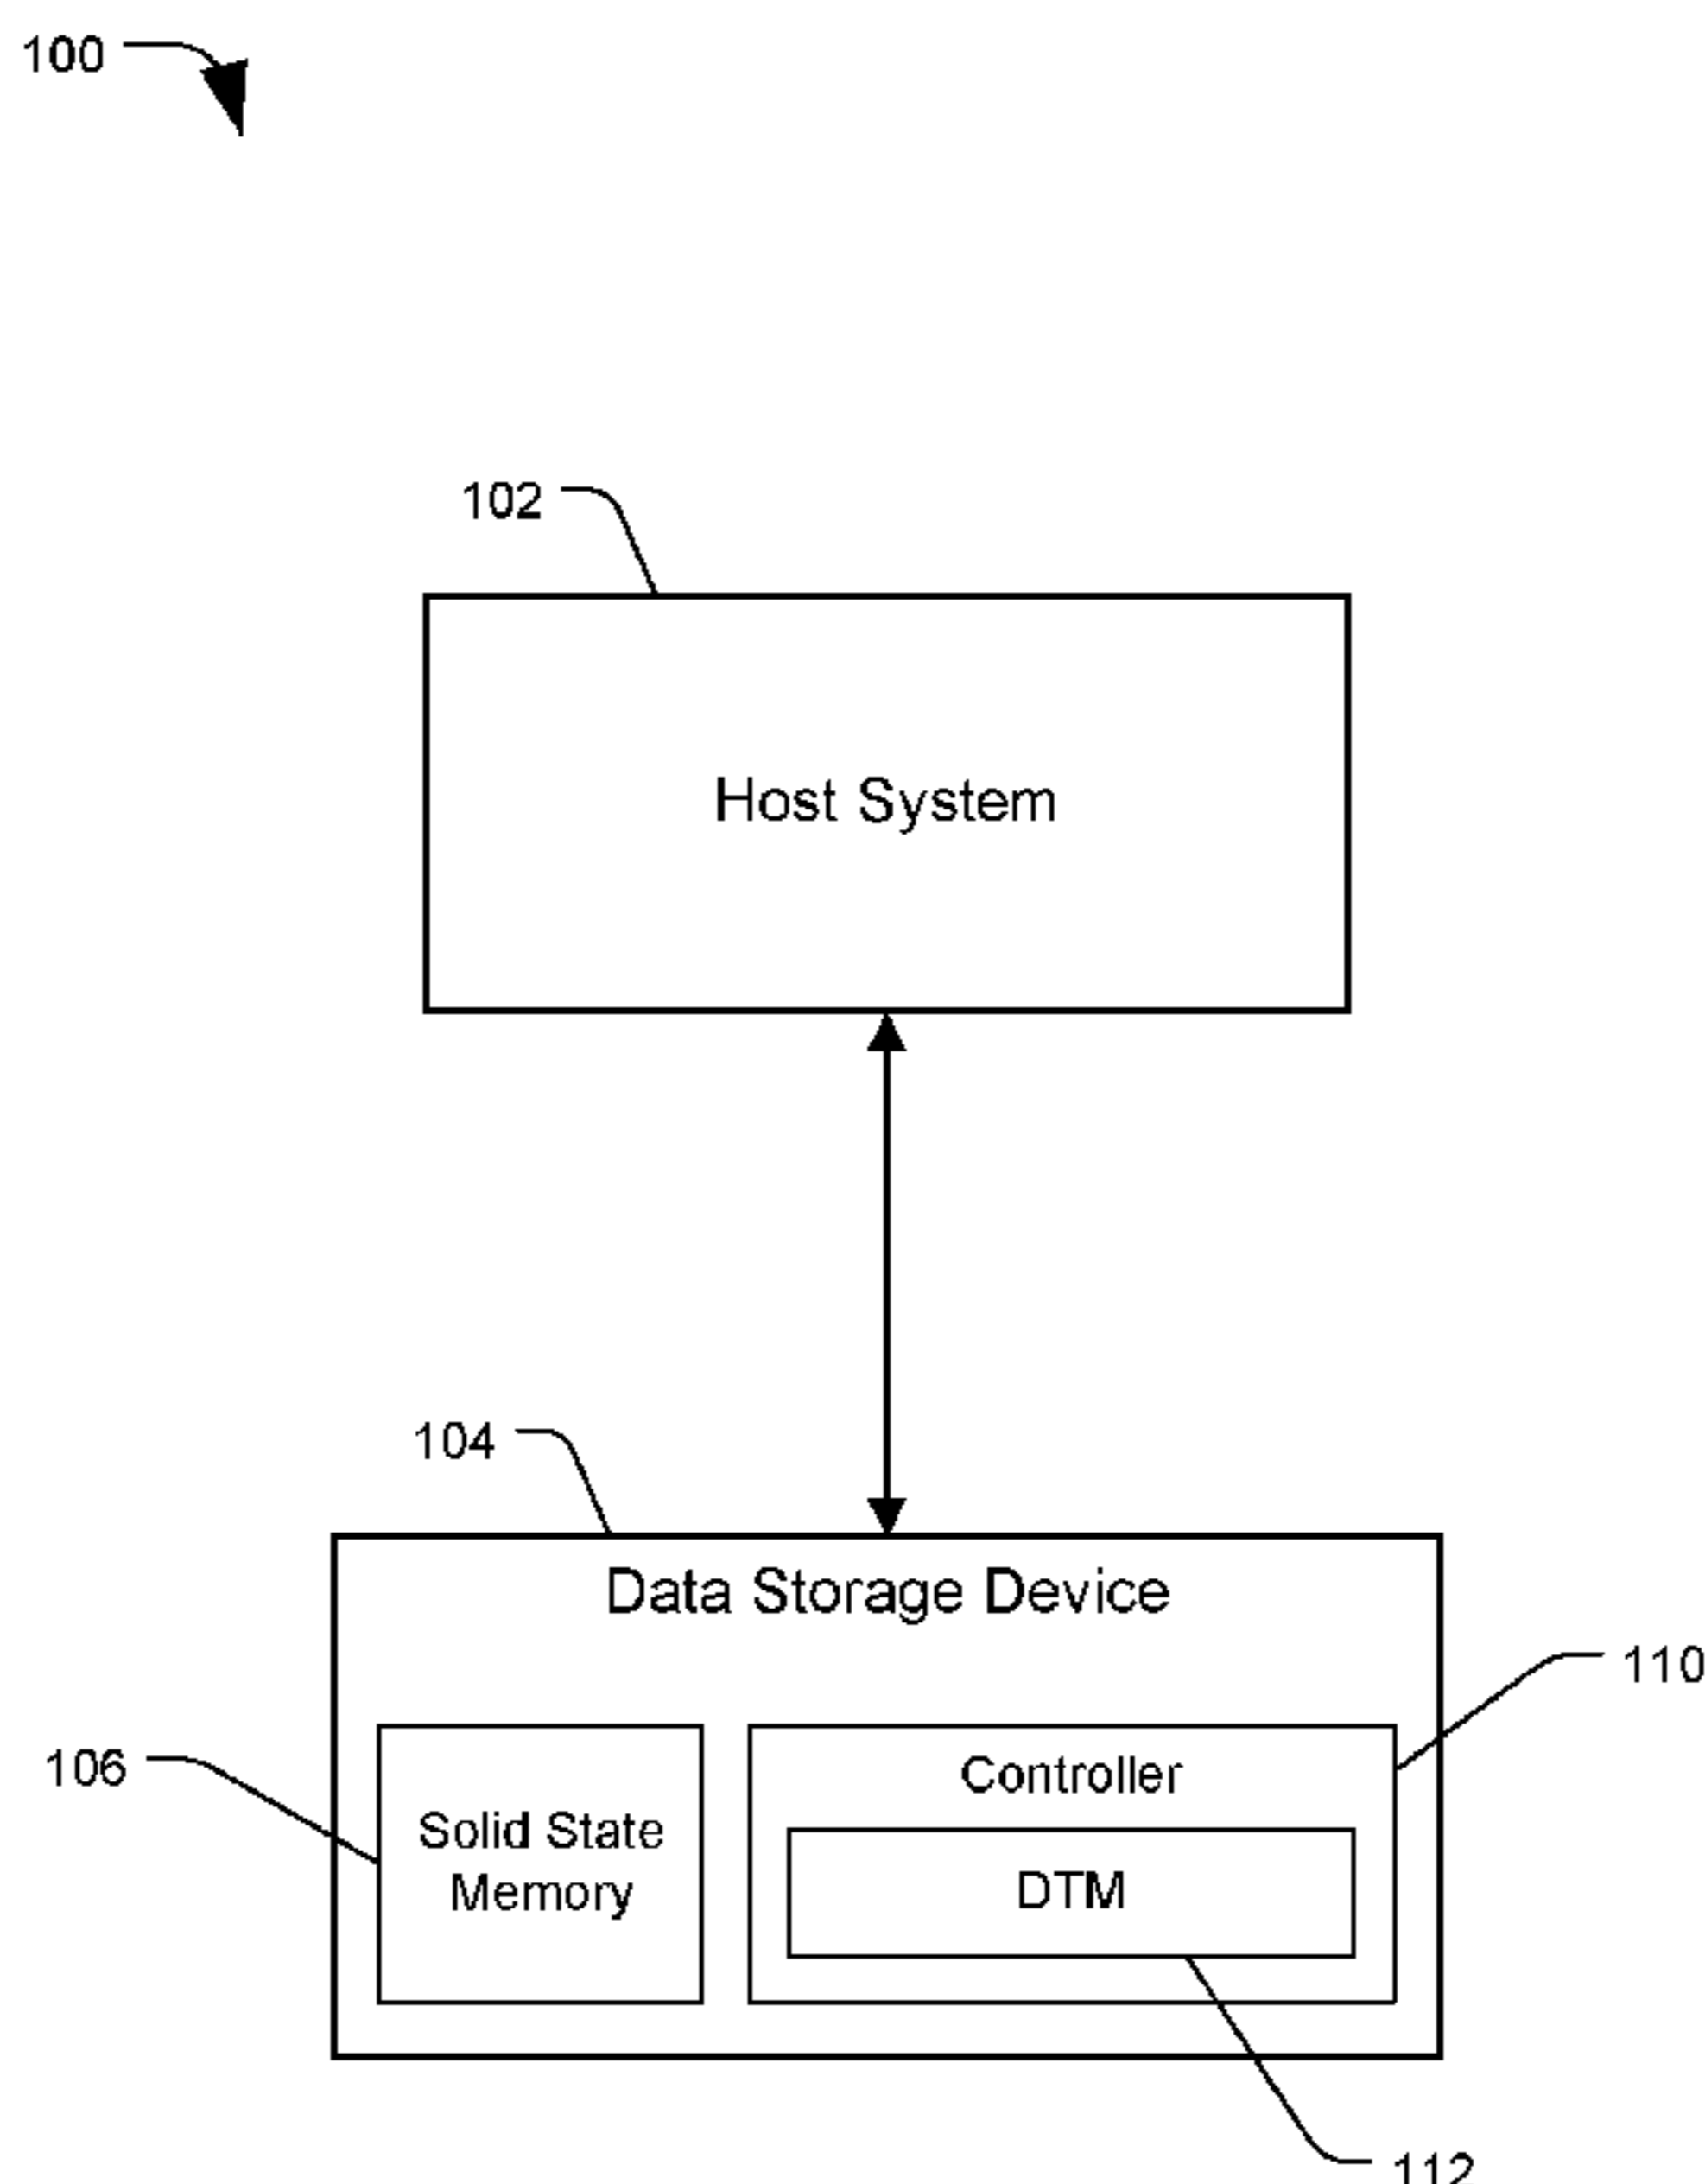 100
102
Host System
104
Data Storage Device
110
106
Controller
Solid State
Memory
DTM
112